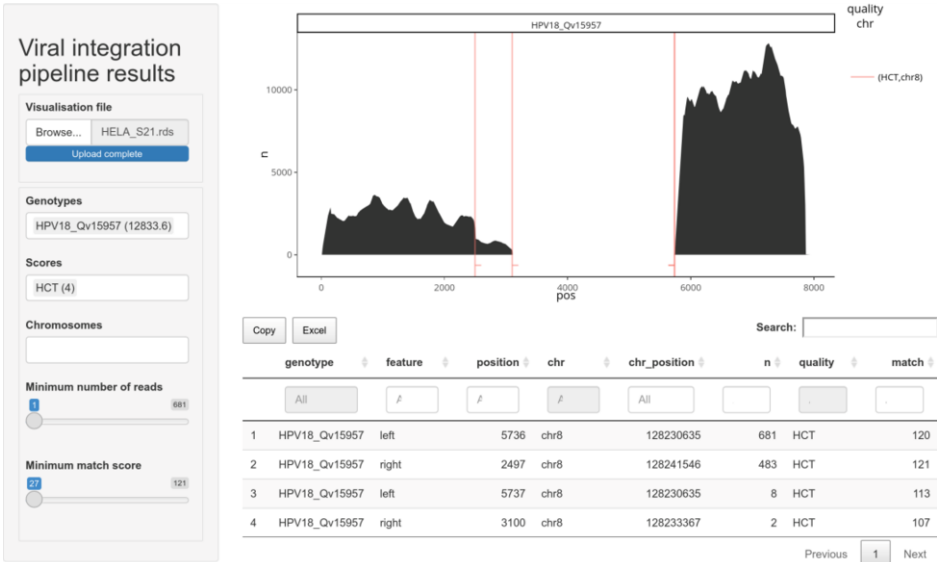 Viral integration
pipeline results
Visualisation file
Browse... HELA_S21.rds
Upload complete
Genotypes
HPV18_Qv15957 (12833.6)
Scores
HCT (4)
Chromosomes
Minimum number of reads
1 681
Minimum match score
27 121
quality
chr
HPV18_Qv15957
(HCT,chr8)
10000
5000
0
n
0 2000 4000 6000 8000
pos
Copy Excel Search:
genotype feature position chr chr_position n quality match
All All
1 HPV18_Qv15957 left 5736 chr8 128230635 681 HCT 120
2 HPV18_Qv15957 right 2497 chr8 128241546 483 HCT 121
3 HPV18_Qv15957 left 5737 chr8 128230635 8 HCT 113
4 HPV18_Qv15957 right 3100 chr8 128233367 2 HCT 107
Previous 1 Next